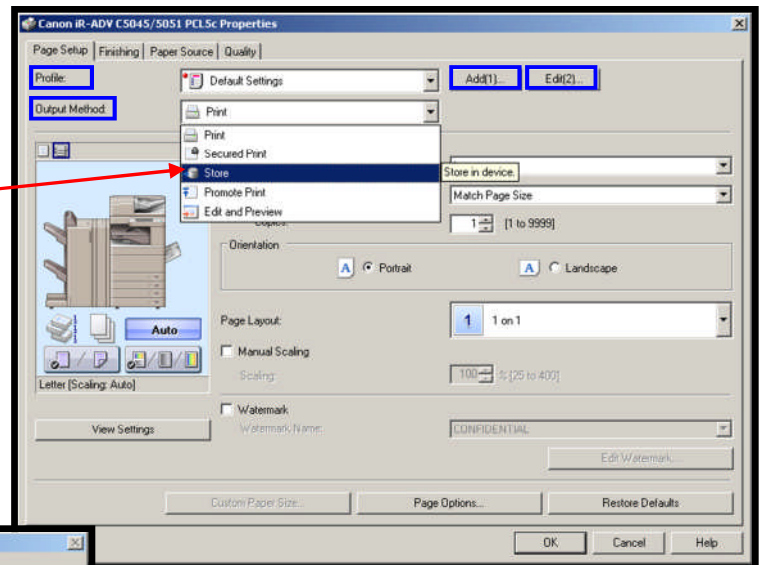 Canon iR-ADV C5045/5051 PCL5c Properties
Page Setup Finishing Paper Source Quality
Profile: Default Settings Add(1)... Edit(2)...
Output Method: Print
Print
Secured Print
Store Store in device.
Promote Print Match Page Size
Edit and Preview
Copies: 1 [1 to 9999]
Orientation
A Portrait A Landscape
Auto
Page Layout: 1 1 on 1
Manual Scaling
Scaling: 100 % [25 to 400]
Letter [Scaling: Auto]
Watermark
View Settings Watermark Name: CONFIDENTIAL
Edit Watermark...
Custom Paper Size... Page Options... Restore Defaults
OK Cancel Help